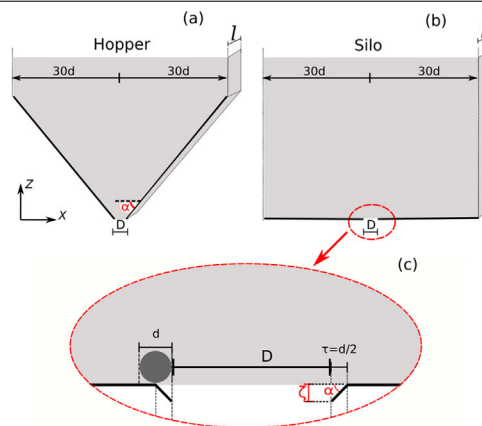 (a)
Hopper
l
30d
30d
α
D
Z
X
(b)
Silo
30d
30d
D
(c)
d
D
τ=d/2
ζ
α